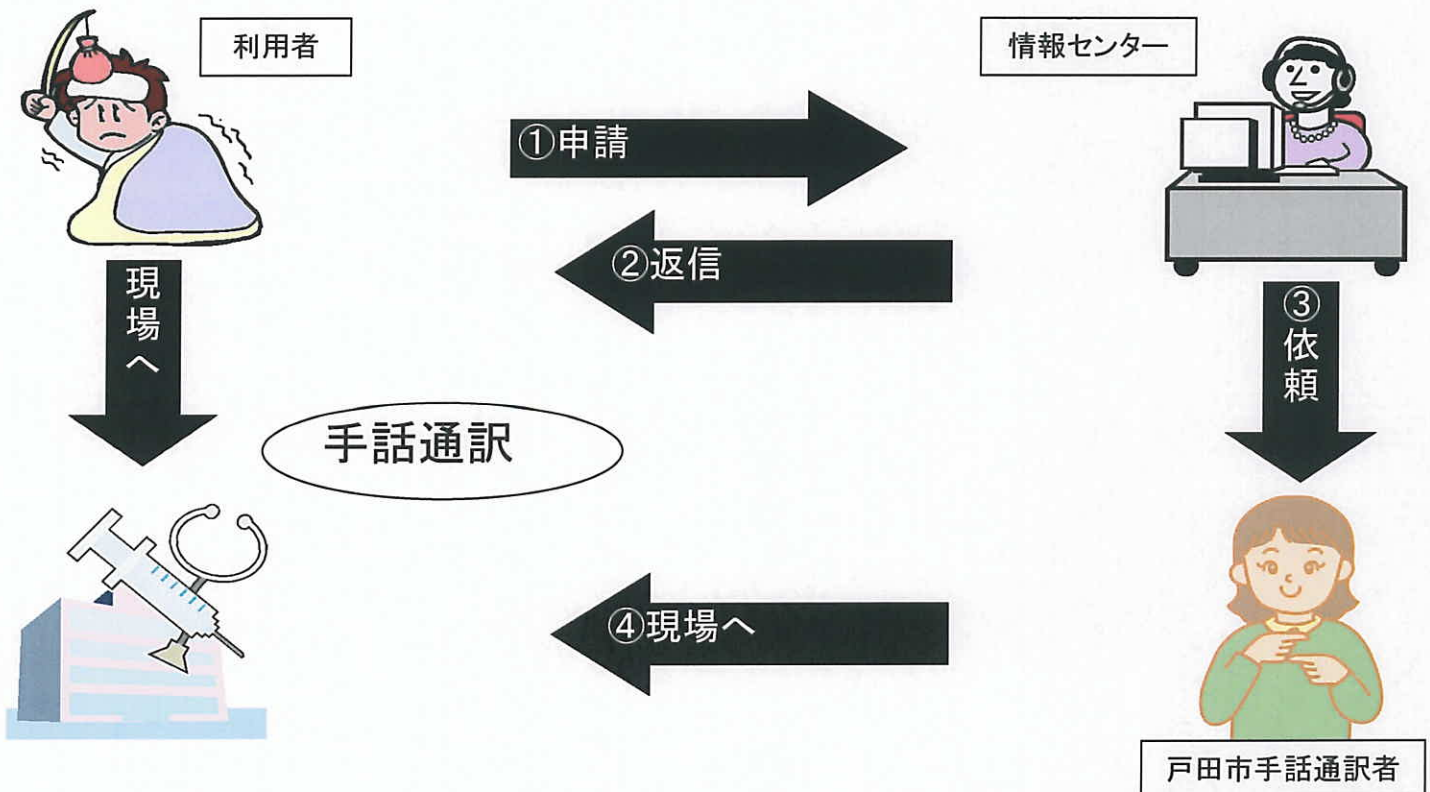 利用者
情報センター
①申請
②返信
現場へ
③依頼
手話通訳
④現場へ
戸田市手話通訳者